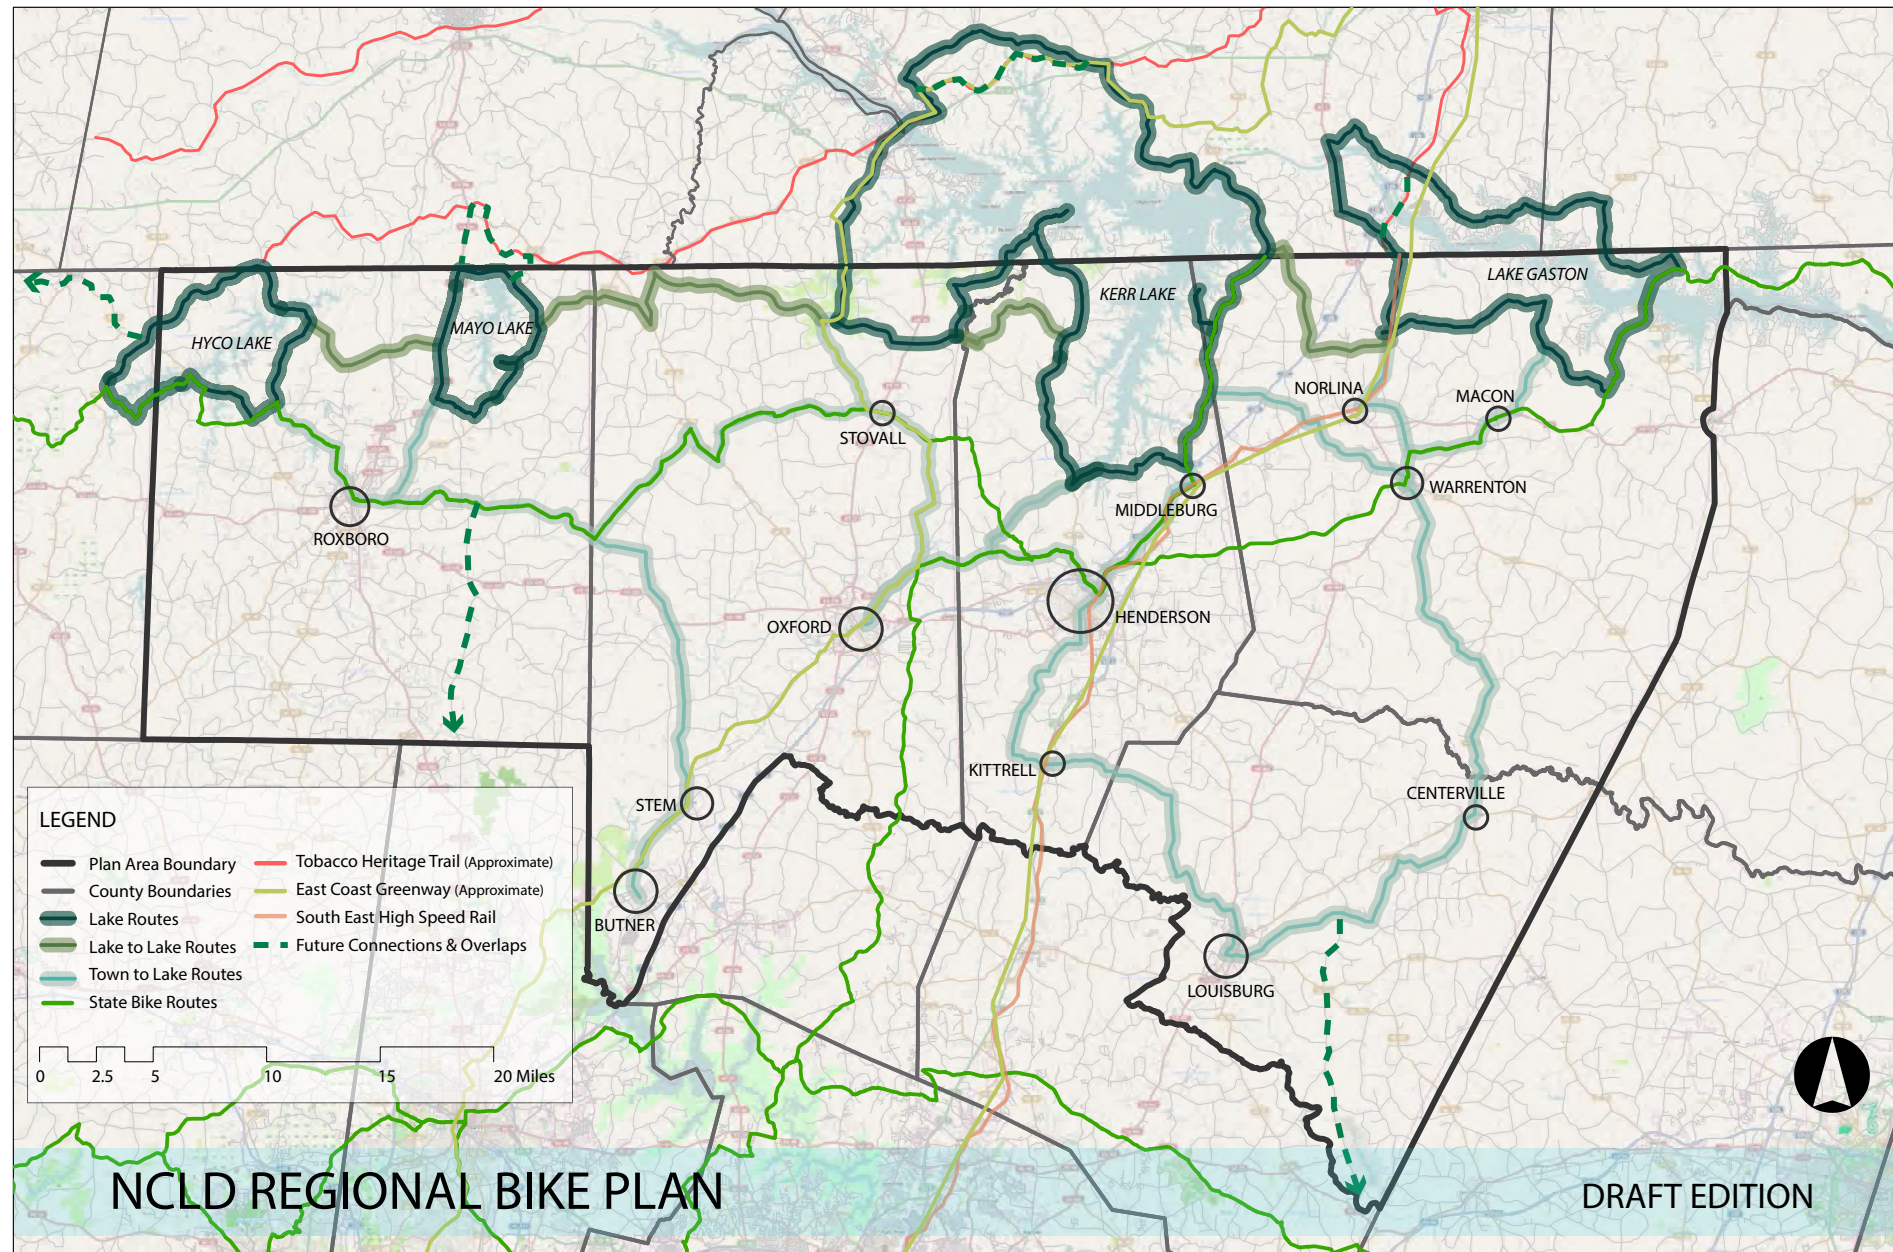 HYCO LAKE
MAYO LAKE
KERR LAKE
LAKE GASTON
NORLINA
MACON
STOVALL
WARRENTON
MIDDLEBURG
ROXBORO
HENDERSON
OXFORD
KITTRELL
STEM
CENTERVILLE
BUTNER
LOUISBURG
LEGEND
Plan Area Boundary
County Boundaries
Lake Routes
Lake to Lake Routes
Town to Lake Routes
State Bike Routes
Tobacco Heritage Trail (Approximate)
East Coast Greenway (Approximate)
South East High Speed Rail
Future Connections & Overlaps
0 2.5 5 10 15 20 Miles
NCLD REGIONAL BIKE PLAN
DRAFT EDITION